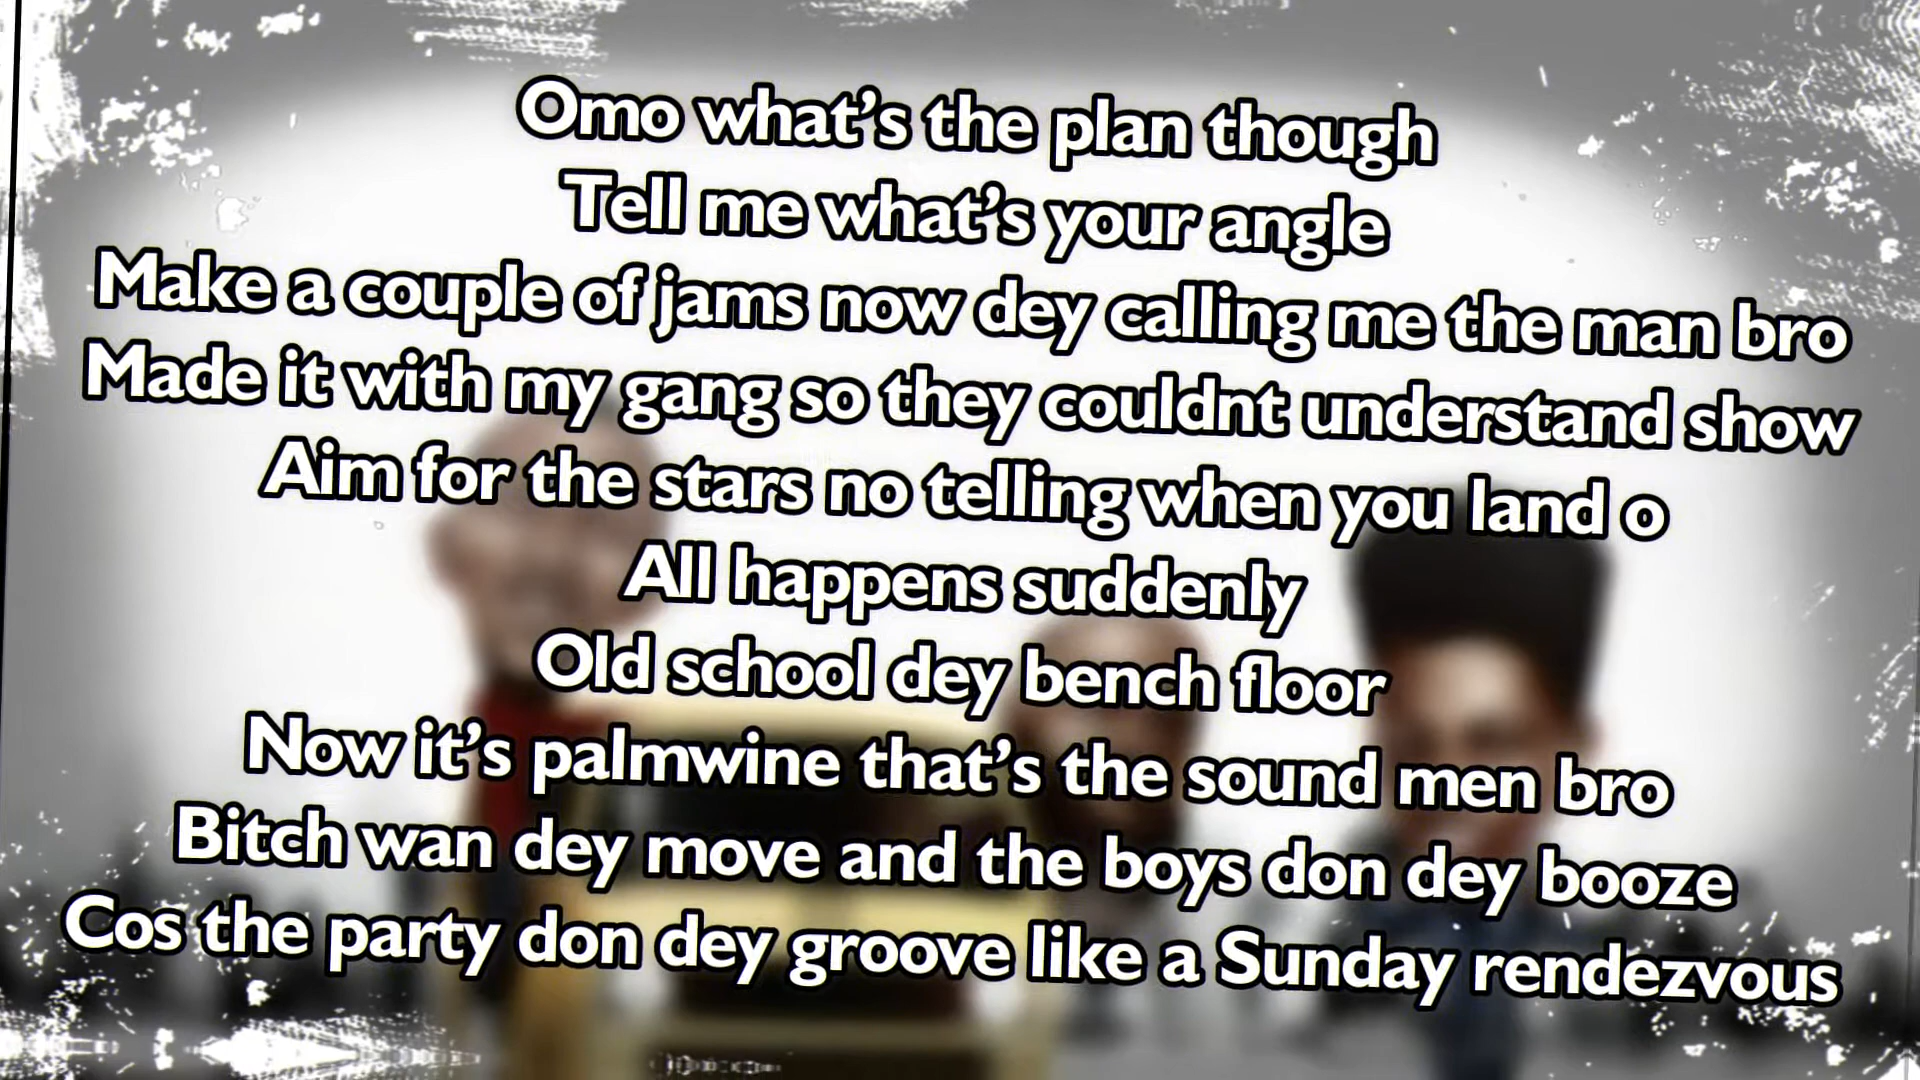 Omo what's the plan though
Tell me what's your angle
Make a couple of jams now dey calling me the man bro
Made it with my gang so they couldnt understand show
Aim for the stars no telling when you land o
All happens suddenly
Old school dey bench floor
Now it's palmwine that's the sound men bro
Bitch wan dey move and the boys don dey booze
Cos the party don dey groove like a Sunday rendezvous